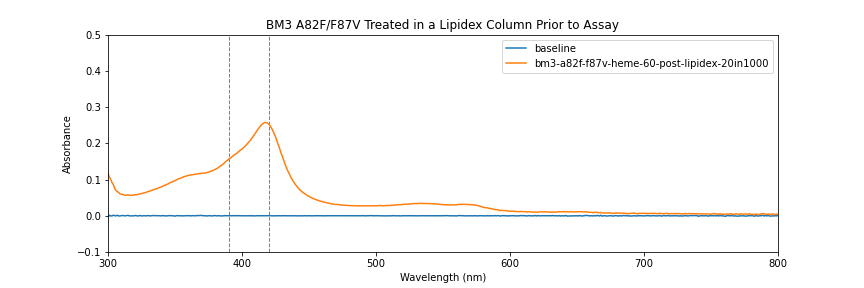 BM3 A82F/F87V Treated in a Lipidex Column Prior to Assay
0.5
0.4
0.3
0.2
0.1
0.0
−0.1
Absorbance
baseline
bm3-a82f-f87v-heme-60-post-lipidex-20in1000
300 400 500 600 700 800
Wavelength (nm)